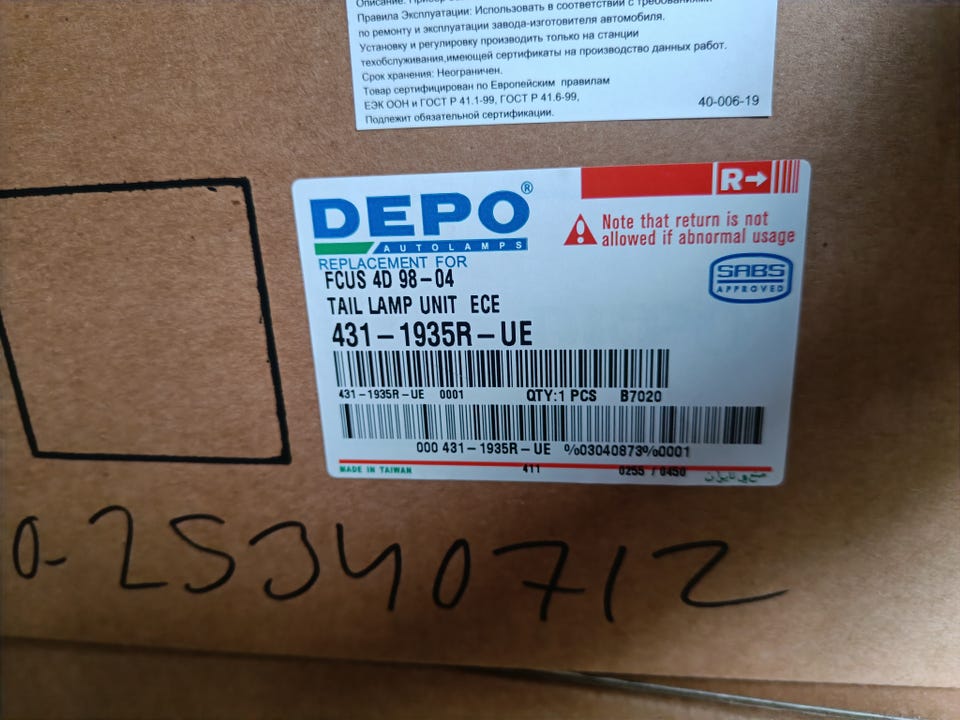 Правила Эксплуатации: Использовать в соответствии с требованиями
по ремонту и эксплуатации завода-изготовителя автомобиля.
Установку и регулировку производить только на станции
техобслуживания,имеющей сертификаты на производство данных работ.
Срок хранения: Неограничен.
Товар сертифицирован по Европейским правилам
ЕЭК ООН и ГОСТ Р 41.1-99, ГОСТ Р 41.6-99,
Подлежит обязательной сертификации.
40-006-19
DEPO®
AUTOLAMPS
R→
Note that return is not
allowed if abnormal usage
REPLACEMENT FOR
FCUS 4D 98-04
TAIL LAMP UNIT ECE
431-1935R-UE
SABS
APPROVED
431-1935R-UE 0001 QTY:1 PCS B7020
000 431-1935R-UE %03040873%0001
MADE IN TAIWAN 411 0255 / 0450
0-25340712